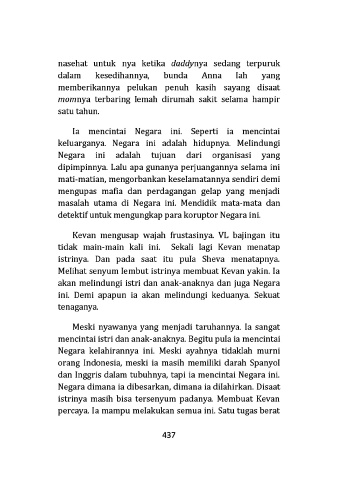 nasehat untuk nya ketika daddynya sedang terpuruk
dalam kesedihannya, bunda Anna lah yang
memberikannya pelukan penuh kasih sayang disaat
momnya terbaring lemah dirumah sakit selama hampir
satu tahun.
Ia mencintai Negara ini. Seperti ia mencintai
keluarganya. Negara ini adalah hidupnya. Melindungi
Negara ini adalah tujuan dari organisasi yang
dipimpinnya. Lalu apa gunanya perjuangannya selama ini
mati-matian, mengorbankan keselamatannya sendiri demi
mengupas mafia dan perdagangan gelap yang menjadi
masalah utama di Negara ini. Mendidik mata-mata dan
detektif untuk mengungkap para koruptor Negara ini.
Kevan mengusap wajah frustasinya. VL bajingan itu
tidak main-main kali ini. Sekali lagi Kevan menatap
istrinya. Dan pada saat itu pula Sheva menatapnya.
Melihat senyum lembut istrinya membuat Kevan yakin. Ia
akan melindungi istri dan anak-anaknya dan juga Negara
ini. Demi apapun ia akan melindungi keduanya. Sekuat
tenaganya.
Meski nyawanya yang menjadi taruhannya. Ia sangat
mencintai istri dan anak-anaknya. Begitu pula ia mencintai
Negara kelahirannya ini. Meski ayahnya tidaklah murni
orang Indonesia, meski ia masih memiliki darah Spanyol
dan Inggris dalam tubuhnya, tapi ia mencintai Negara ini.
Negara dimana ia dibesarkan, dimana ia dilahirkan. Disaat
istrinya masih bisa tersenyum padanya. Membuat Kevan
percaya. Ia mampu melakukan semua ini. Satu tugas berat
437